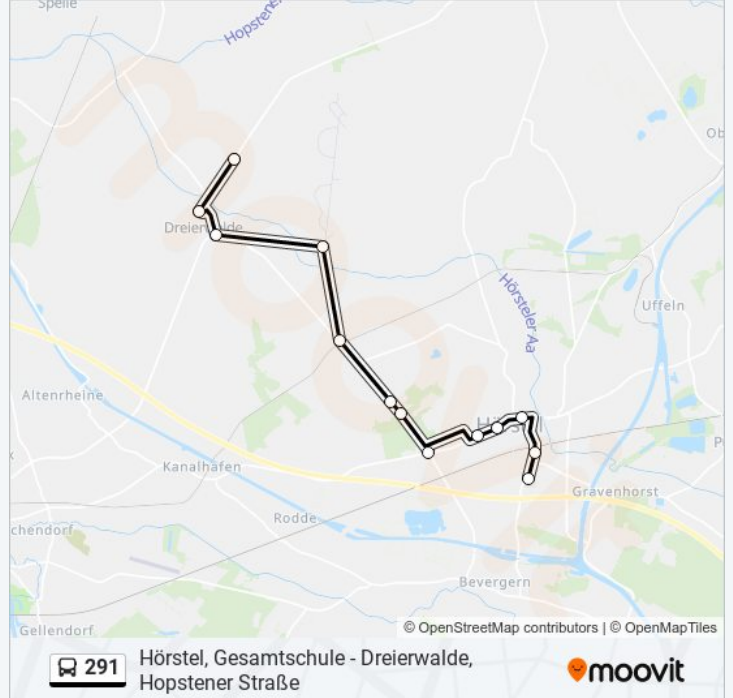 Spelle
Hopstener
Dreierwalde
Hörsteler Aa
Uffeln
Altenrheine
Hörstel
Kanalhafen
Gravenhorst
Rodde
chendorf
Bevergern
Gellendorf
© OpenStreetMap contributors | © OpenMapTiles
291
Hörstel, Gesamtschule - Dreierwalde,
Hopstener Straße
moovit